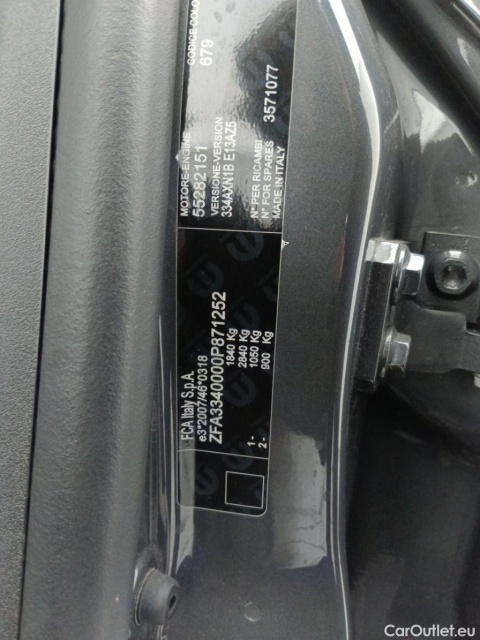 FCA Italy S.p.A.
e3*2007/46*0318
ZFA3340000P871252
1840 Kg
2840 Kg
1- 1050 Kg
2- 900 Kg
MOTORE-ENGINE
55282151
VERSIONE-VERSION
334AXN1B E13AZ5
N° PER RICAMBI
N° FOR SPARES 3571077
MADE IN ITALY
CODICE COLO
679
CarOutlet.eu